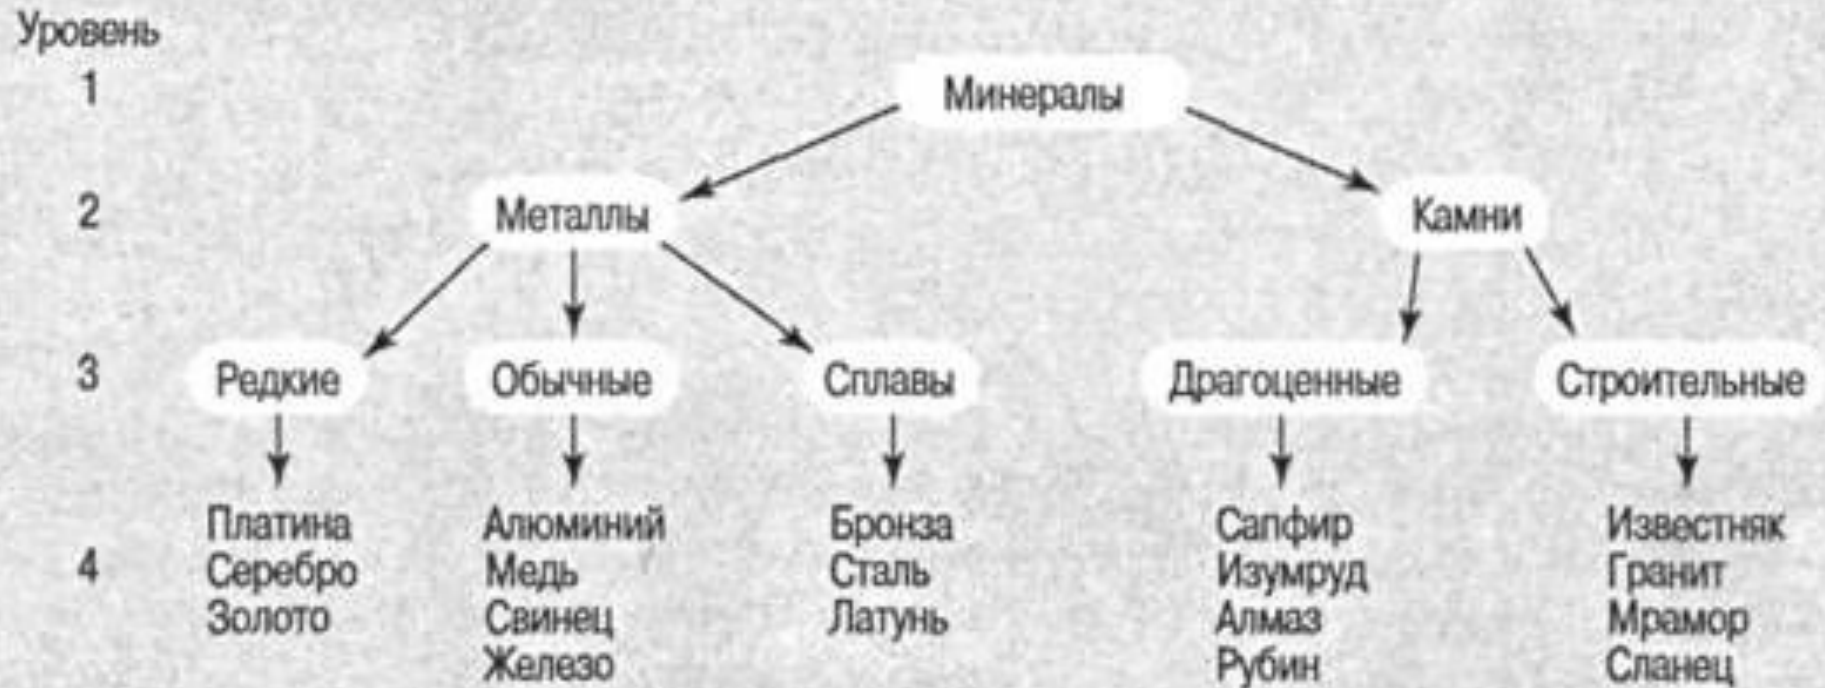 Уровень
1 Минералы
2 Металлы Камни
3 Редкие Обычные Сплавы Драгоценные Строительные
Платина Алюминий Бронза Сапфир Известняк
4 Серебро Медь Сталь Изумруд Гранит
Золото Свинец Латунь Алмаз Мрамор
Железо Рубин Сланец